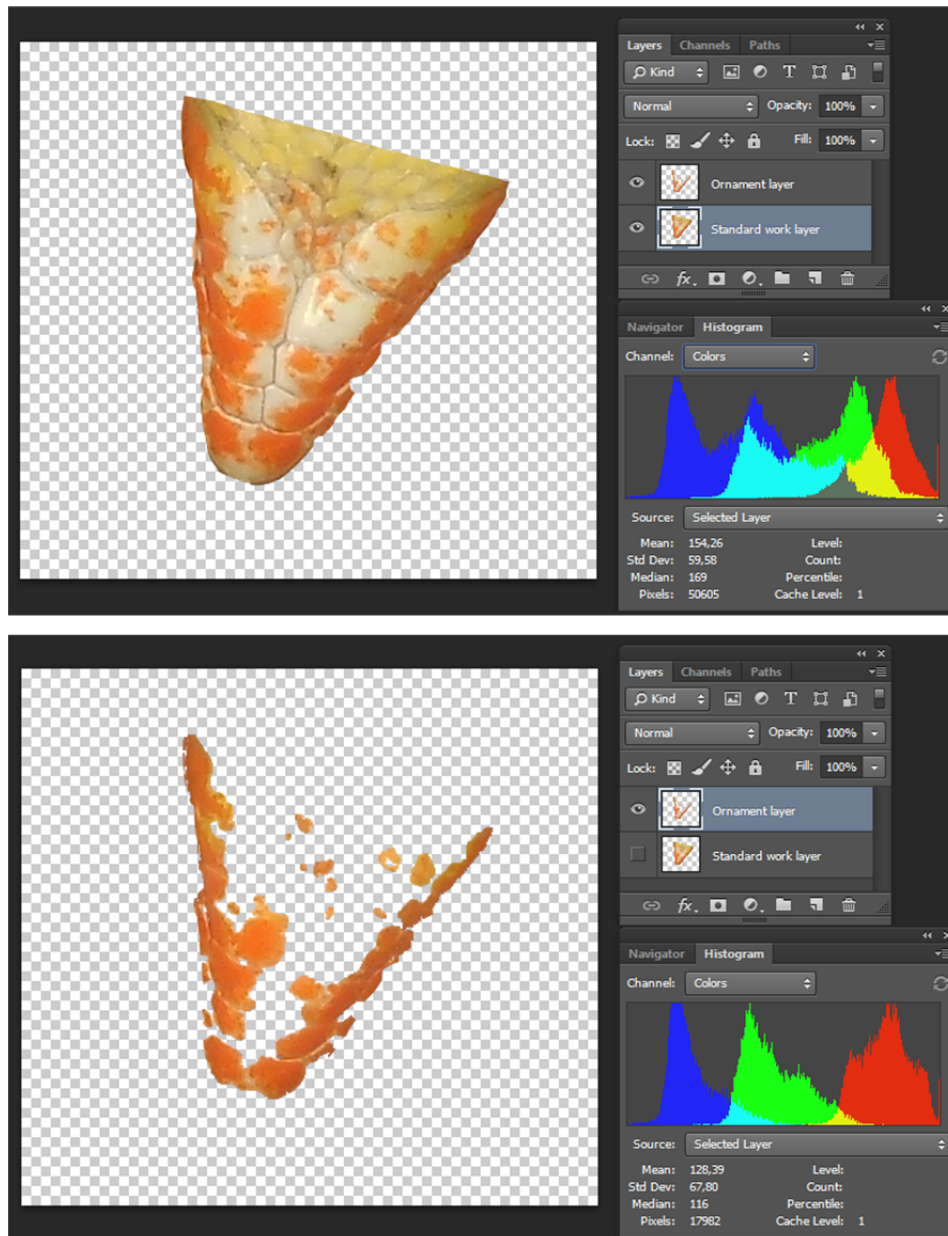 Layers Channels Paths
Kind T
Normal Opacity: 100%
Lock: Fill: 100%
Ornament layer
Standard work layer
fx.
Navigator Histogram
Channel: Colors
Source: Selected Layer
Mean: 154,26 Level:
Std Dev: 59,58 Count:
Median: 169 Percentile:
Pixels: 50605 Cache Level: 1
Layers Channels Paths
Kind T
Normal Opacity: 100%
Lock: Fill: 100%
Ornament layer
Standard work layer
fx.
Navigator Histogram
Channel: Colors
Source: Selected Layer
Mean: 128,39 Level:
Std Dev: 67,80 Count:
Median: 116 Percentile:
Pixels: 17982 Cache Level: 1